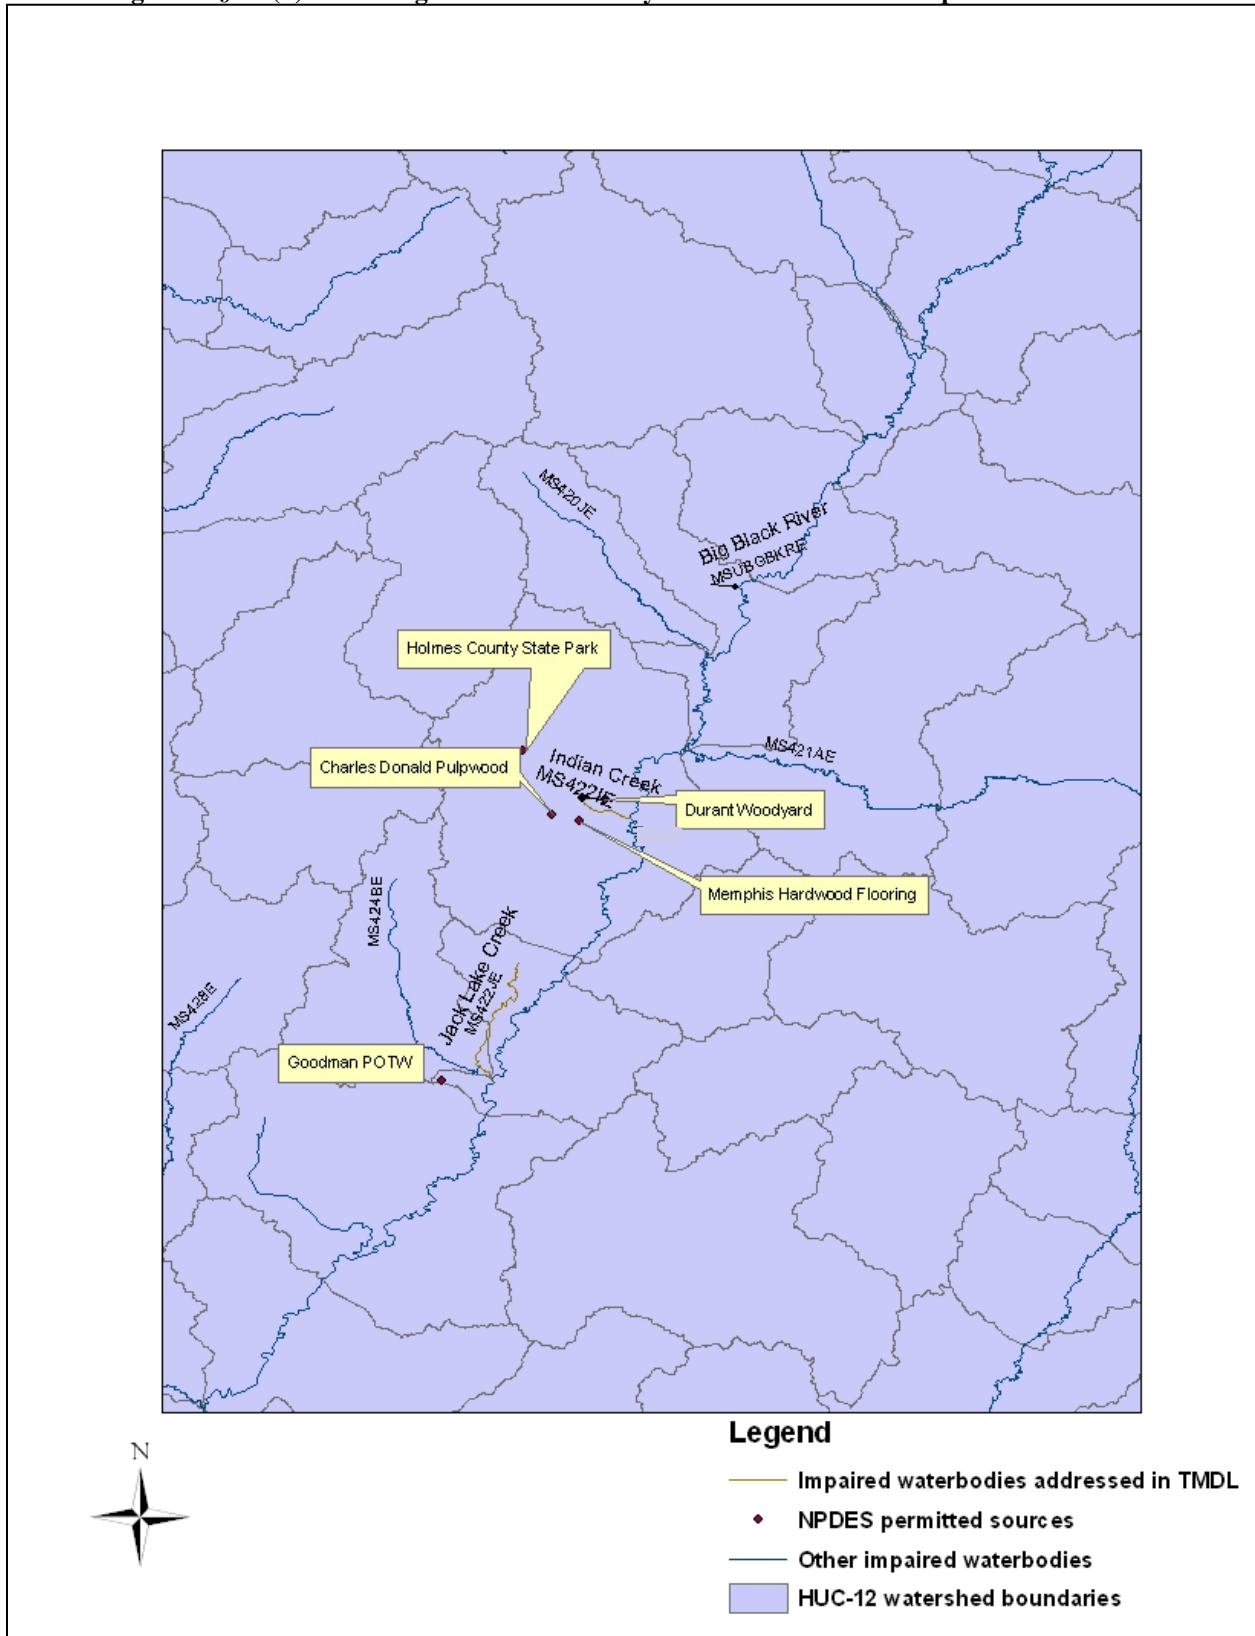 MS420JE
Big Black River
MSUBGBKRE
Holmes County State Park
Charles Donald Pulpwood
Indian Creek
MS422IE
MS421AE
Durant Woodyard
Memphis Hardwood Flooring
MS424BE
Jack Lake Creek
MS422JE
MS428E
Goodman POTW
Legend
N
Impaired waterbodies addressed in TMDL
NPDES permitted sources
Other impaired waterbodies
HUC-12 watershed boundaries